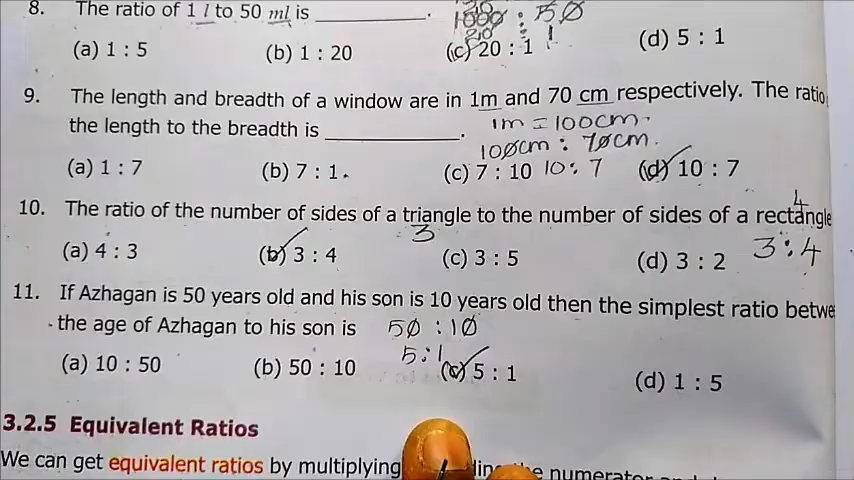 8. The ratio of 1 l to 50 ml is ____________.
1000 : 50
20 : 1
(a) 1 : 5 (b) 1 : 20 (c) 20 : 1 (d) 5 : 1
9. The length and breadth of a window are in 1m and 70 cm respectively. The ratio
the length to the breadth is ____________. 1m = 100cm.
100cm : 70cm.
(a) 1 : 7 (b) 7 : 1. (c) 7 : 10 10 : 7 (d) 10 : 7
4
10. The ratio of the number of sides of a triangle to the number of sides of a rectangle
3
(a) 4 : 3 (b) 3 : 4 (c) 3 : 5 (d) 3 : 2 3 : 4
11. If Azhagan is 50 years old and his son is 10 years old then the simplest ratio betwe
the age of Azhagan to his son is 50 : 10
5 : 1
(a) 10 : 50 (b) 50 : 10 (c) 5 : 1 (d) 1 : 5
3.2.5 Equivalent Ratios
We can get equivalent ratios by multiplying the numerator